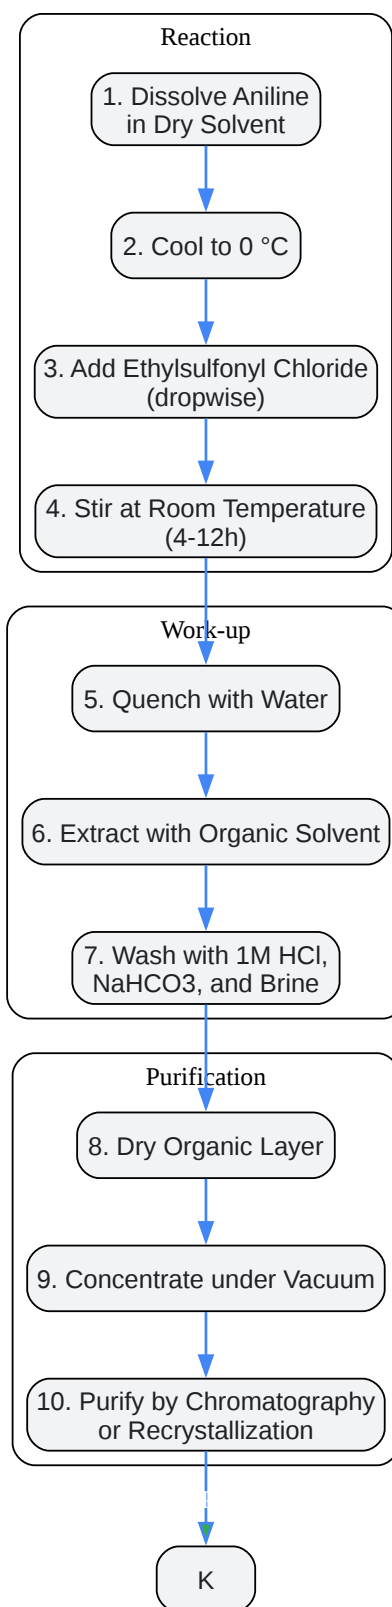 Reaction
1. Dissolve Aniline
in Dry Solvent
2. Cool to 0 °C
3. Add Ethylsulfonyl Chloride
(dropwise)
4. Stir at Room Temperature
(4-12h)
Work-up
5. Quench with Water
6. Extract with Organic Solvent
7. Wash with 1M HCl,
NaHCO3, and Brine
Purification
8. Dry Organic Layer
9. Concentrate under Vacuum
10. Purify by Chromatography
or Recrystallization
K